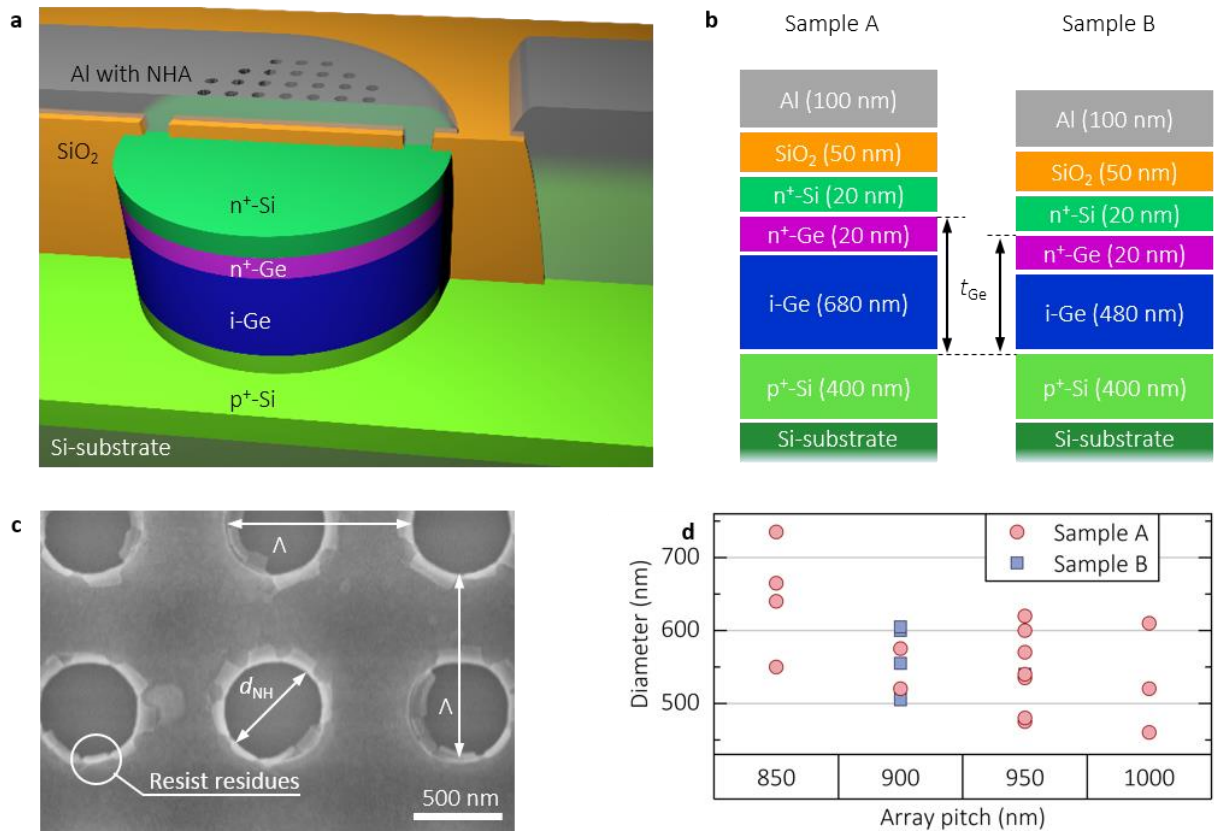 a
Al with NHA
SiO₂
n⁺-Si
n⁺-Ge
i-Ge
p⁺-Si
Si-substrate
b
Sample A
Sample B
Al (100 nm)
SiO₂ (50 nm)
n⁺-Si (20 nm)
n⁺-Ge (20 nm)
i-Ge (680 nm)
p⁺-Si (400 nm)
Si-substrate
t_Ge
Al (100 nm)
SiO₂ (50 nm)
n⁺-Si (20 nm)
n⁺-Ge (20 nm)
i-Ge (480 nm)
p⁺-Si (400 nm)
Si-substrate
c
Λ
d_NH
Λ
Resist residues
500 nm
d
Sample A
Sample B
Diameter (nm)
700
600
500
850 900 950 1000
Array pitch (nm)